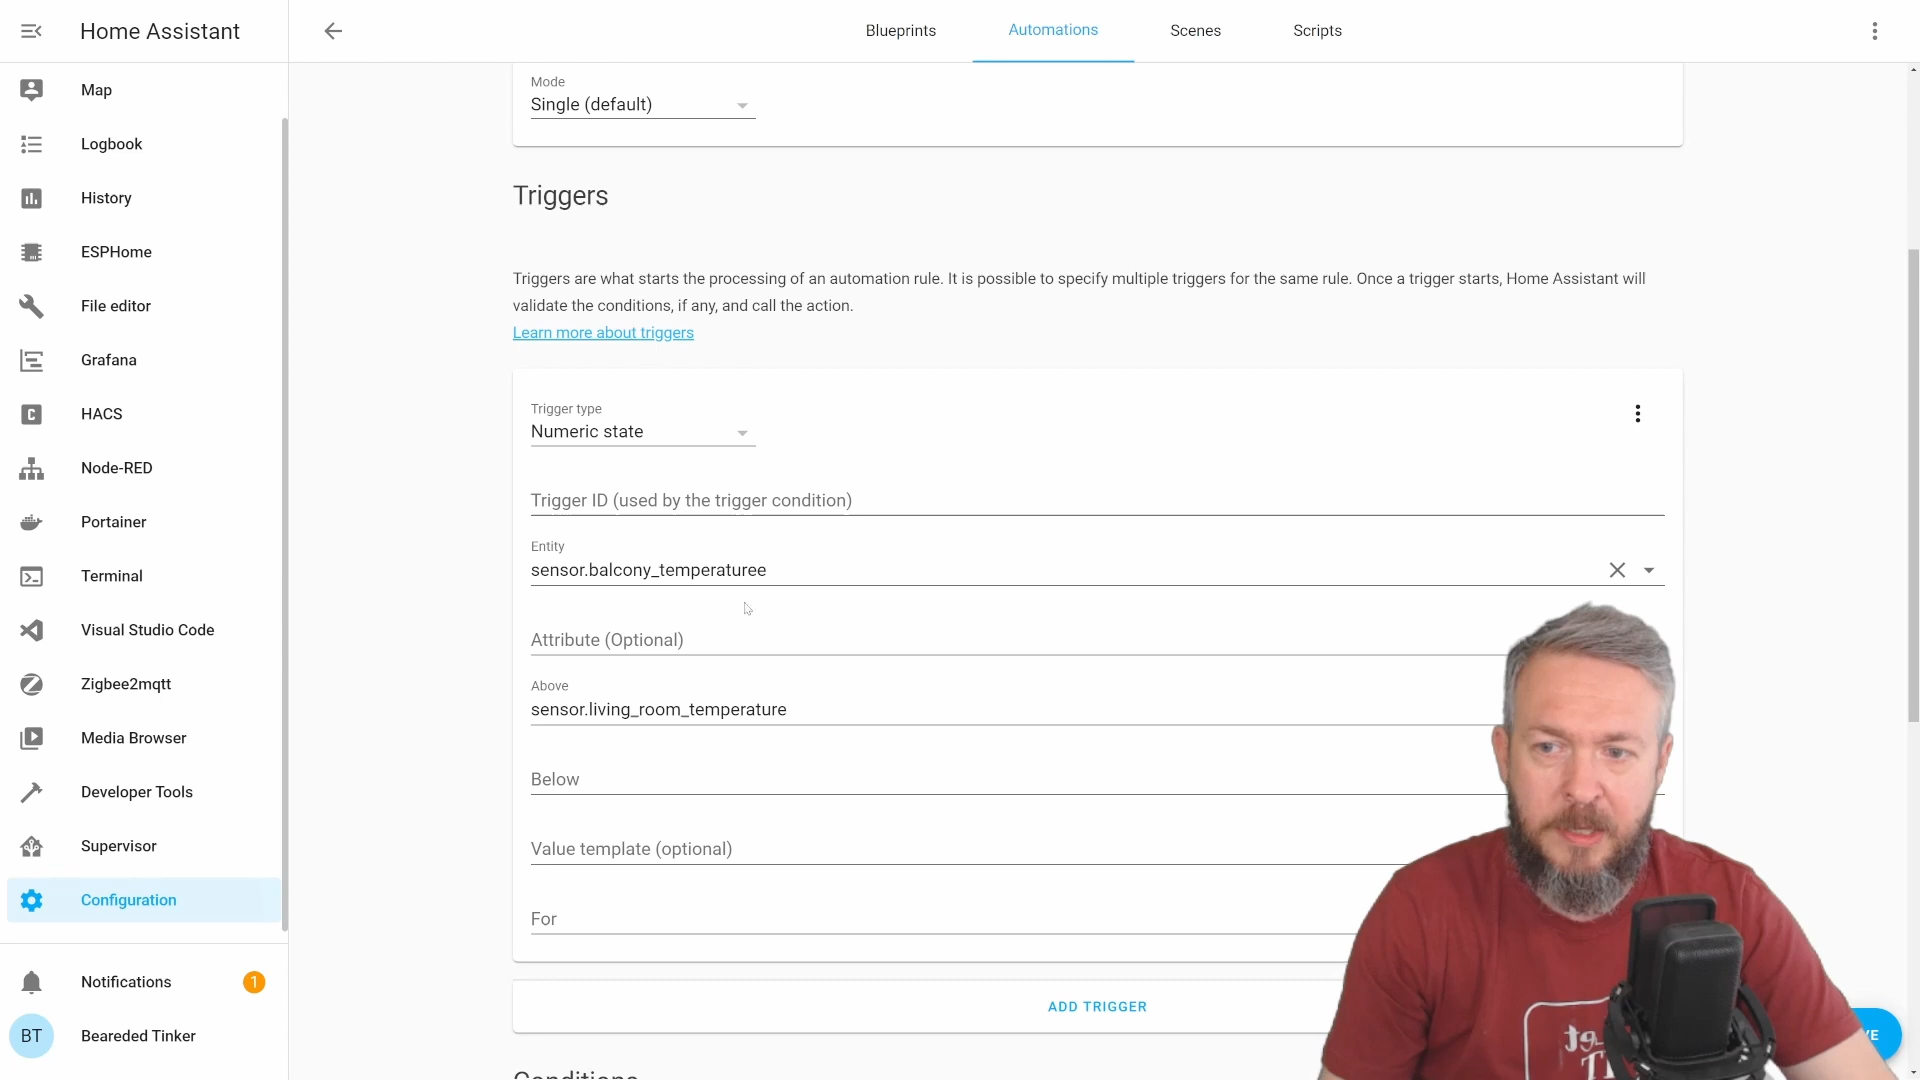 Home Assistant
Blueprints
Automations
Scenes
Scripts
Map
Logbook
History
ESPHome
File editor
Grafana
HACS
Node-RED
Portainer
Terminal
Visual Studio Code
Zigbee2mqtt
Media Browser
Developer Tools
Supervisor
Configuration
Notifications
1
BT
Bearded Tinker
Mode
Single (default)
Triggers
Triggers are what starts the processing of an automation rule. It is possible to specify multiple triggers for the same rule. Once a trigger starts, Home Assistant will
validate the conditions, if any, and call the action.
Learn more about triggers
Trigger type
Numeric state
Trigger ID (used by the trigger condition)
Entity
sensor.balcony_temperaturee
Attribute (Optional)
Above
sensor.living_room_temperature
Below
Value template (optional)
For
ADD TRIGGER